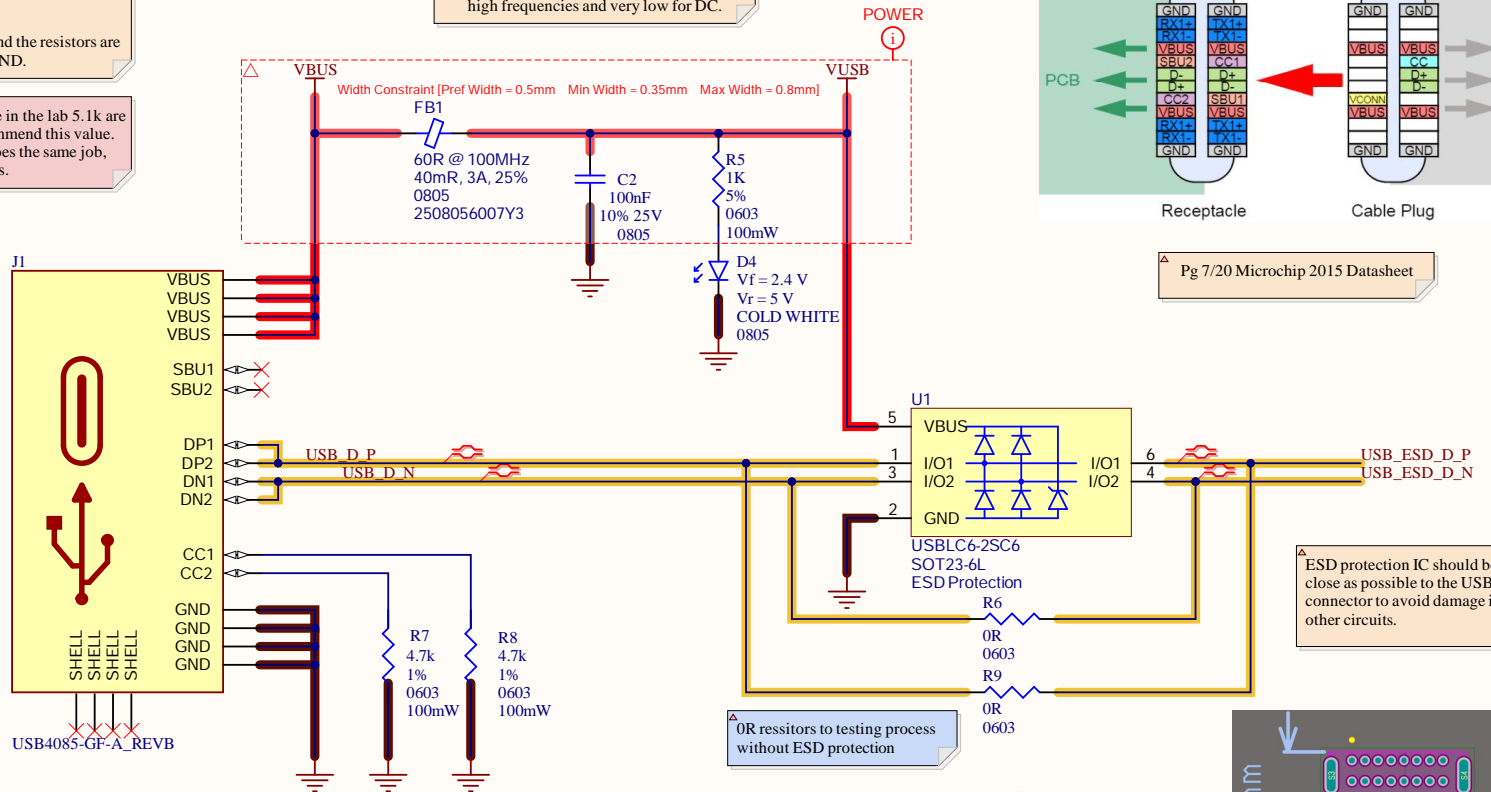 high frequencies and very low for DC.
nd the resistors are
ND.
e in the lab 5.1k are
mmend this value.
oes the same job,
s.
POWER
i
VBUS
VUSB
Width Constraint [Pref Width = 0.5mm Min Width = 0.35mm Max Width = 0.8mm]
FB1
60R @ 100MHz
40mR, 3A, 25%
0805
2508056007Y3
C2
100nF
10% 25V
0805
R5
1K
5%
0603
100mW
D4
Vf = 2.4 V
Vr = 5 V
COLD WHITE
0805
J1
VBUS
VBUS
VBUS
VBUS
SBU1
SBU2
DP1
DP2
DN1
DN2
CC1
CC2
GND
GND
GND
GND
SHELL
SHELL
SHELL
SHELL
USB4085-GF-A_REVB
USB_D_P
USB_D_N
R7
4.7k
1%
0603
100mW
R8
4.7k
1%
0603
100mW
U1
5
VBUS
1
I/O1
3
I/O2
2
GND
I/O1
6
I/O2
4
USBLC6-2SC6
SOT23-6L
ESD Protection
USB_ESD_D_P
USB_ESD_D_N
R6
0R
0603
R9
0R
0603
0R ressitors to testing process
without ESD protection
ESD protection IC should b
close as possible to the USB
connector to avoid damage i
other circuits.
PCB
GND GND
RX1+ TX1+
RX1- TX1-
VBUS VBUS
SBU2 CC1
D- D+
D+ D-
CC2 SBU1
VBUS VBUS
RX1+ TX1+
RX1- TX1-
GND GND
Receptacle
GND GND
VBUS VBUS
CC
D+
D-
VCONN
VBUS VBUS
GND GND
Cable Plug
Pg 7/20 Microchip 2015 Datasheet
S3
S4